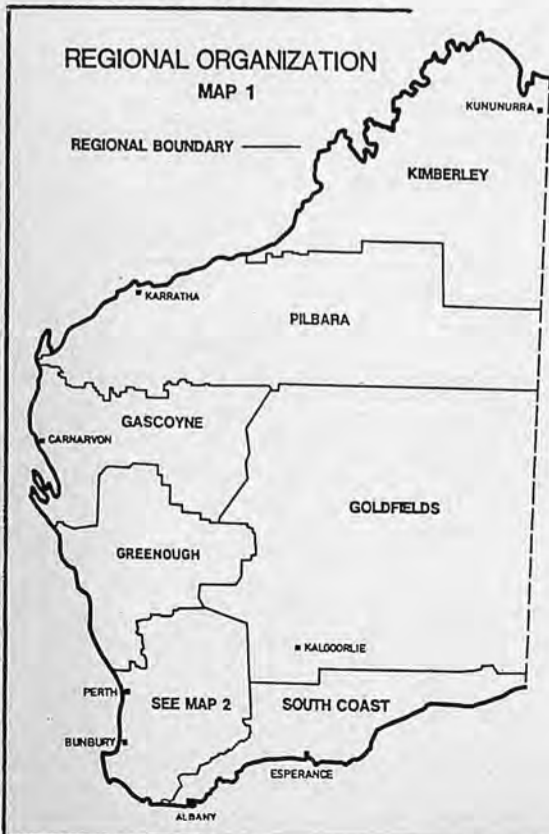 REGIONAL ORGANIZATION
MAP 1
KUNUNURRA
REGIONAL BOUNDARY
KIMBERLEY
KARRATHA
PILBARA
GASCOYNE
CARNARVON
GOLDFIELDS
GREENOUGH
KALGOORLIE
PERTH
SEE MAP 2
SOUTH COAST
BUNBURY
ESPERANCE
ALBANY